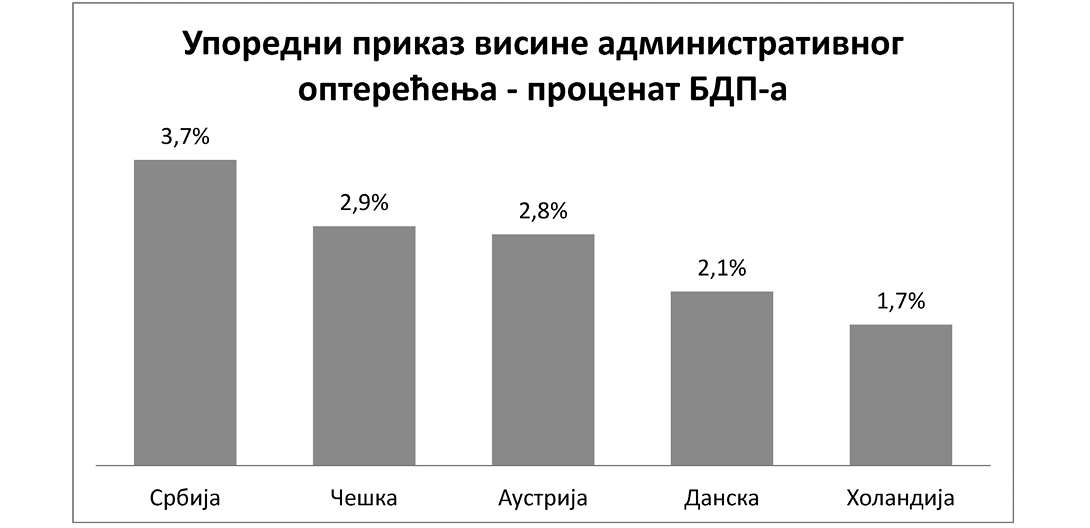 Упоредни приказ висине административног
оптерећења - проценат БДП-а
3,7%
2,9%
2,8%
2,1%
1,7%
Србија
Чешка
Аустрија
Данска
Холандија